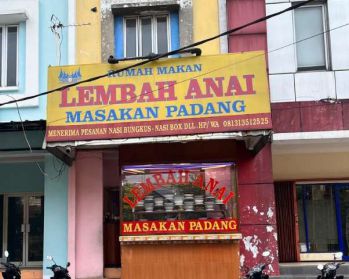 RUMAH MAKAN
LEMBAH ANAI
MASAKAN PADANG
MENERIMA PESANAN NASI BUNGKUS - NASI BOX DLL. HP/ WA 081313512525
LEMBAH ANAI
MASAKAN PADANG